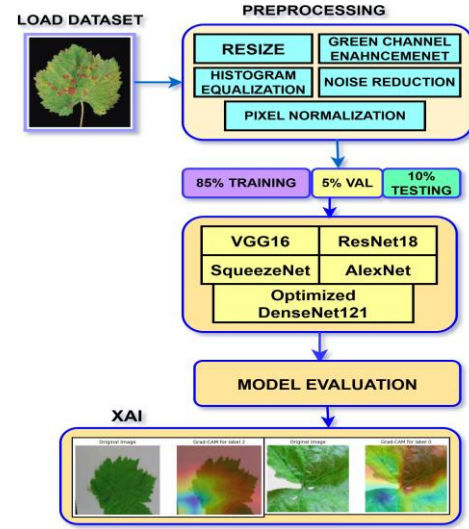 LOAD DATASET
PREPROCESSING
RESIZE
GREEN CHANNEL
ENAHNCEMENET
HISTOGRAM
EQUALIZATION
NOISE REDUCTION
PIXEL NORMALIZATION
85% TRAINING
5% VAL
10%
TESTING
VGG16
ResNet18
SqueezeNet
AlexNet
Optimized
DenseNet121
MODEL EVALUATION
XAI
Original Image
Grad-CAM for label 2
Original Image
Grad-CAM for label 0